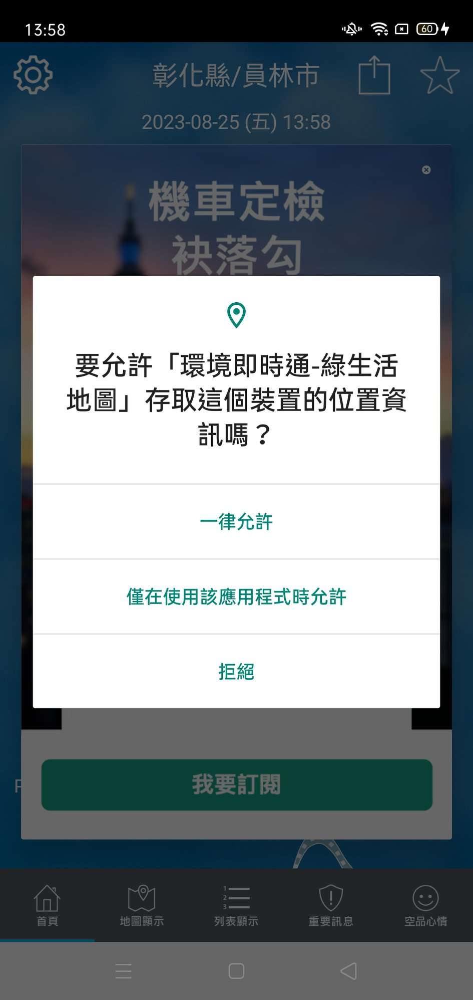 13:58
60
彰化縣/員林市
2023-08-25 (五) 13:58
機車定檢
袂落勾
要允許「環境即時通-綠生活
地圖」存取這個裝置的位置資
訊嗎？
一律允許
僅在使用該應用程式時允許
拒絕
我要訂閱
首頁
地圖顯示
1
2
3
列表顯示
重要訊息
空品心情